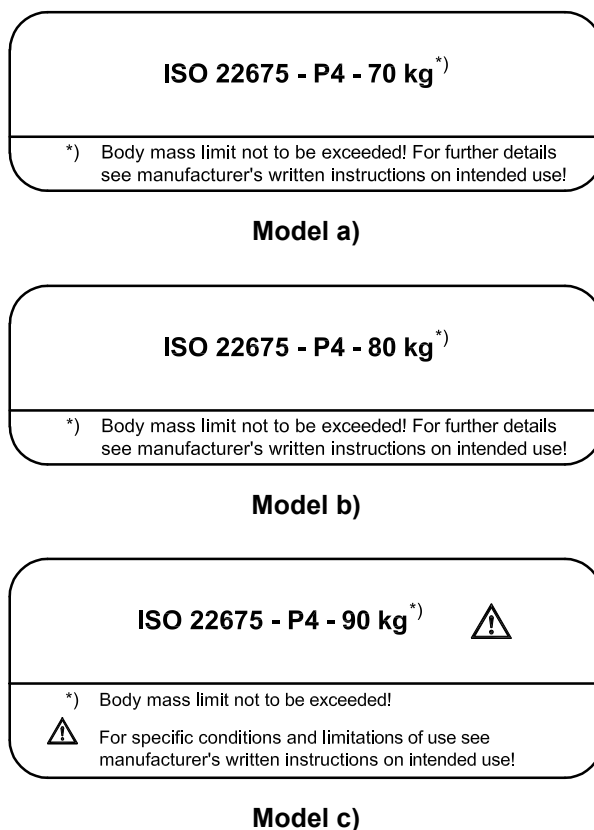 ISO 22675 - P4 - 70 kg*)
*) Body mass limit not to be exceeded! For further details
see manufacturer's written instructions on intended use!
Model a)
ISO 22675 - P4 - 80 kg*)
*) Body mass limit not to be exceeded! For further details
see manufacturer's written instructions on intended use!
Model b)
ISO 22675 - P4 - 90 kg*) ⚠
*) Body mass limit not to be exceeded!
⚠ For specific conditions and limitations of use see
manufacturer's written instructions on intended use!
Model c)